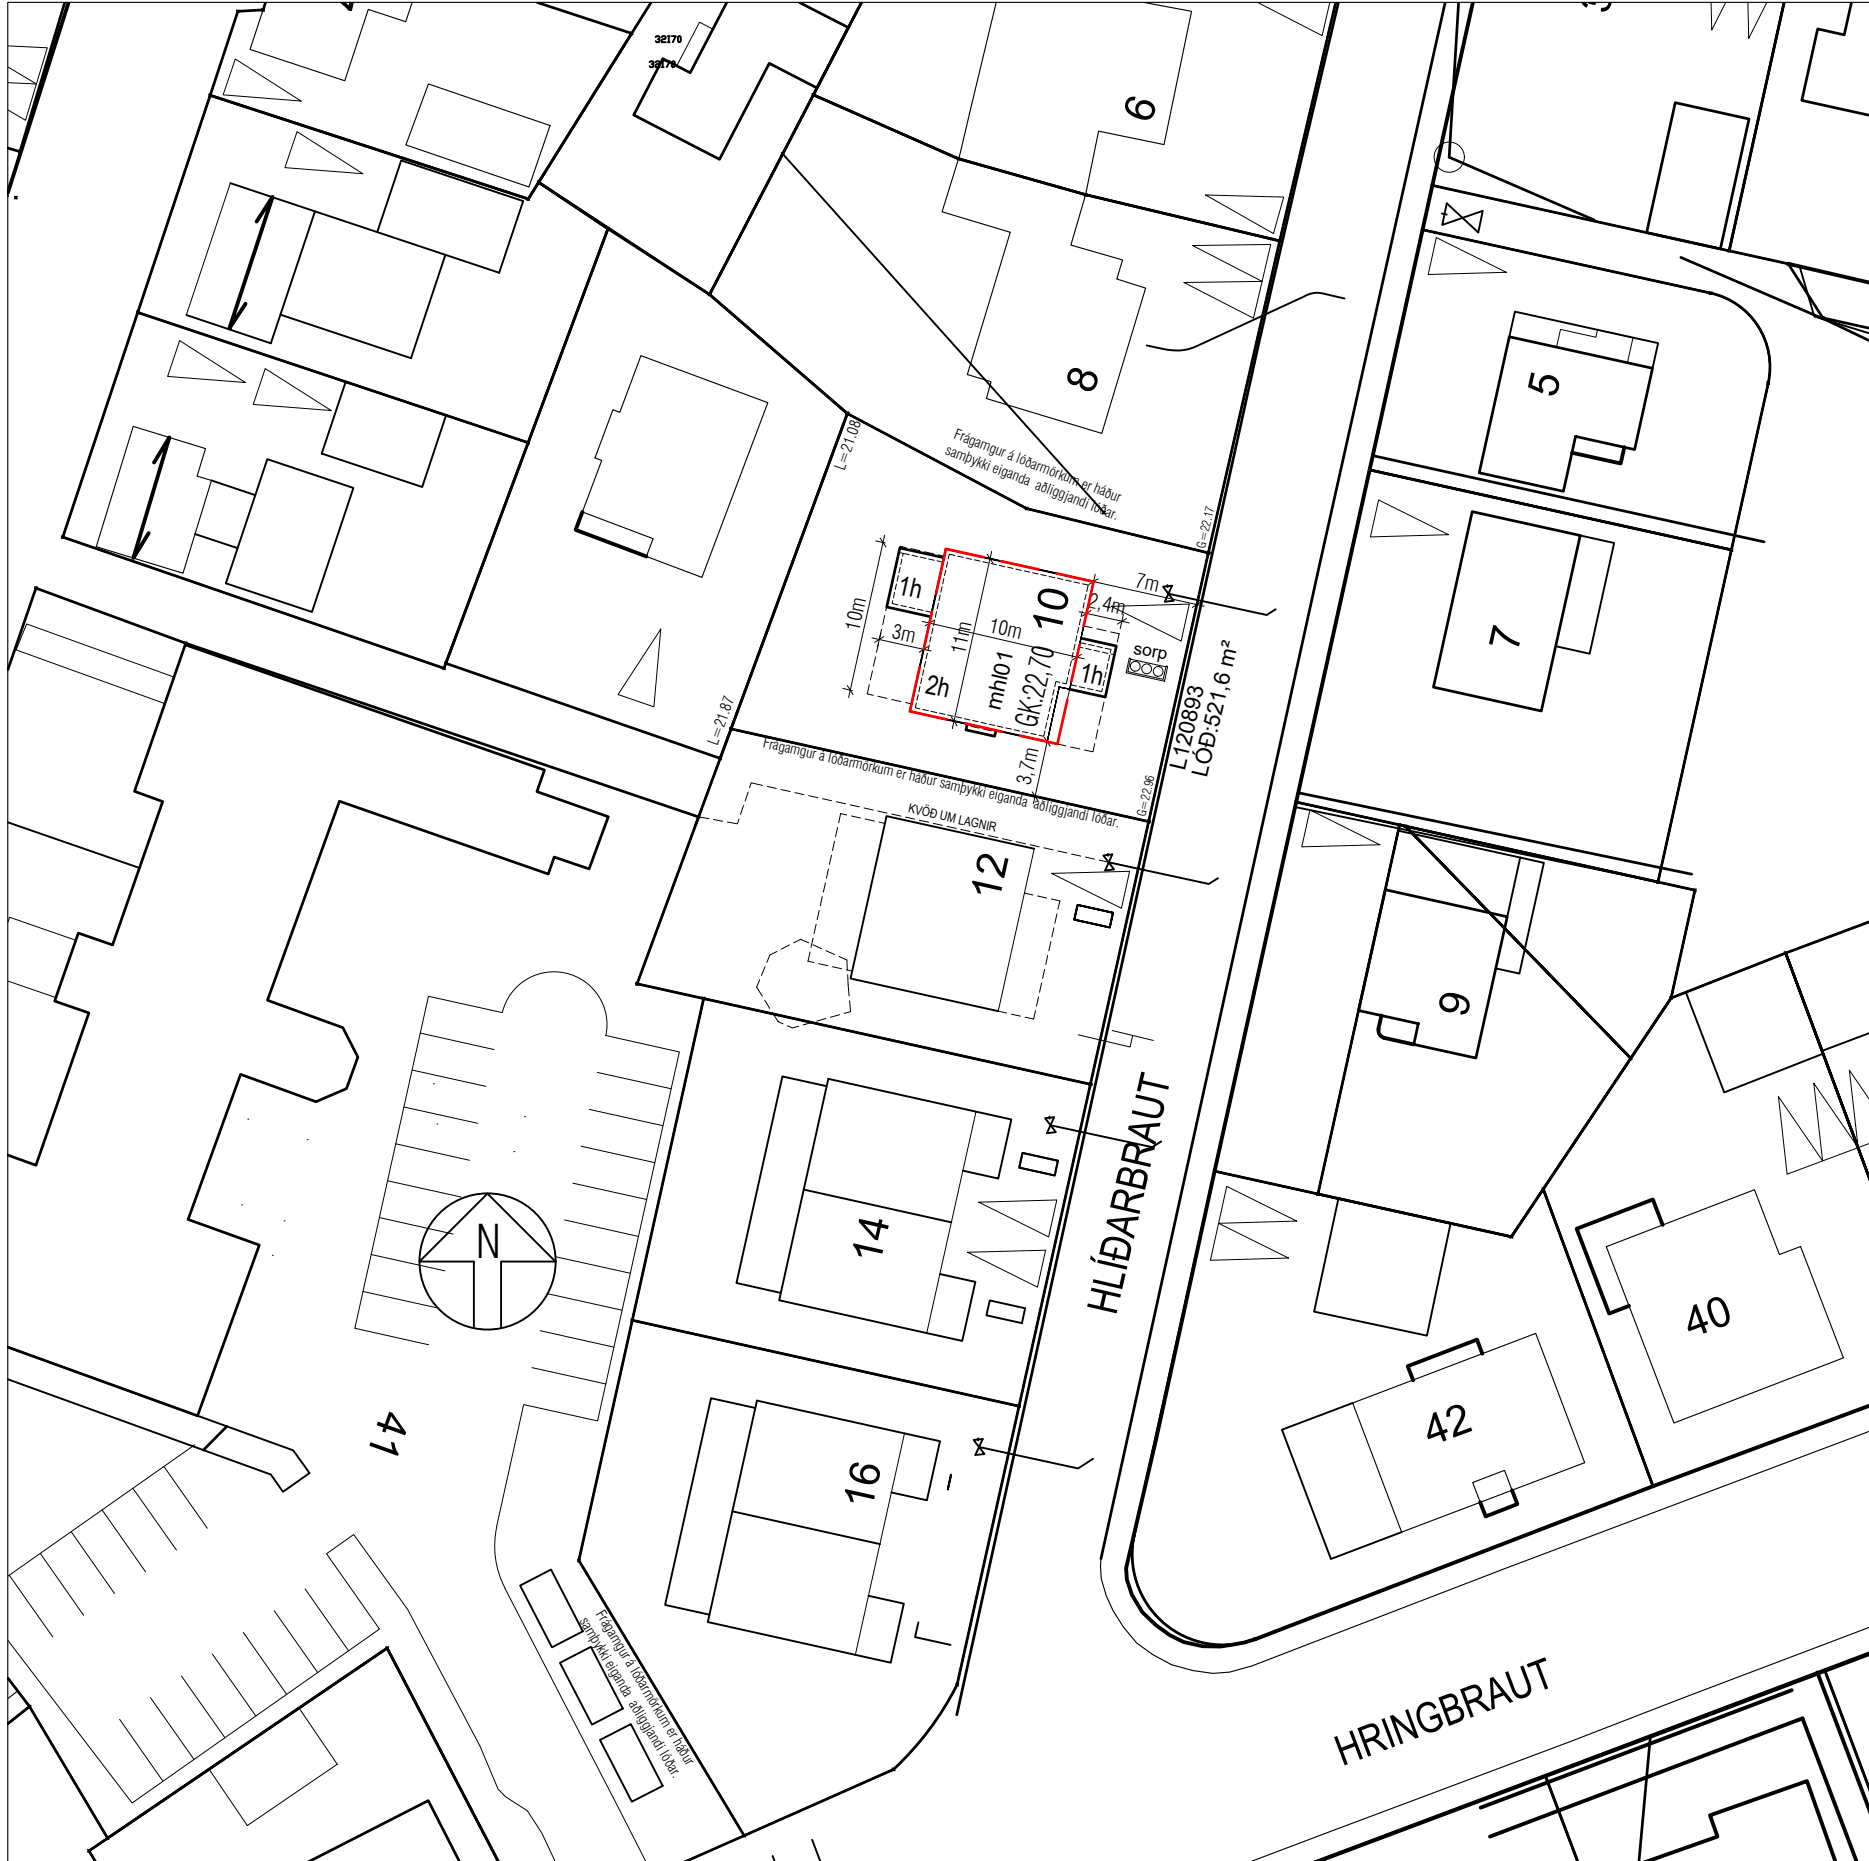 32170
32170
6
8
5
7
9
Frágamgur á lóðarmörkum er háður
samþykki eiganda aðliggjandi lóðar.
L=21.08
G=22.17
10m
1h
3m
11m
10m
2h
mhl01
GK:22,70
10
7m
2,4m
1h
sorp
3,7m
L120893
LÓÐ:521,6 m²
L=21.87
G=22.96
Frágamgur á lóðarmörkum er háður samþykki eiganda aðliggjandi lóðar.
KVÖÐ UM LAGNIR
12
14
16
HLÍÐARBRAUT
N
41
40
42
Frágamgur á lóðarmörkum er háður
samþykki eiganda aðliggjandi lóðar.
HRINGBRAUT